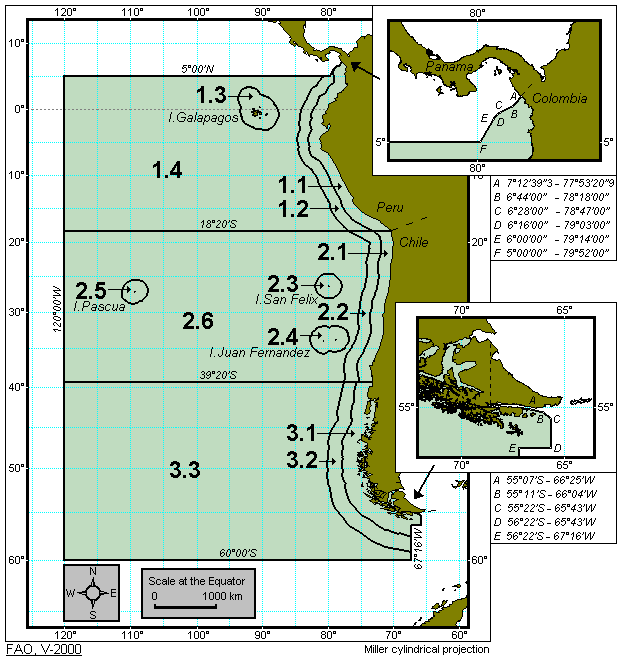 120° 110° 100° 90° 80°
10°
0°
10°
20°
30°
40°
50°
60°
5°00'N
1.3
I.Galapagos
1.4
1.1
1.2
Peru
18°20'S
Chile
20°
2.1
2.5
I.Pascua
120°00'W
2.3
I.San Felix
2.2
2.6
2.4
I.Juan Fernandez
39°20'S
3.1
3.2
3.3
60°00'S
67°16'W
N
W E
S
Scale at the Equator
0 1000 km
120° 110° 100° 90° 80° 70° 60°
FAO, V-2000
Miller cylindrical projection
80°
Panama
Colombia
A
B
C
D
E
F
5°
5°
80°
A 7°12'39"3 - 77°53'20"9
B 6°44'00" - 78°18'00"
C 6°28'00" - 78°47'00"
D 6°16'00" - 79°03'00"
E 6°00'00" - 79°14'00"
F 5°00'00" - 79°52'00"
70° 65°
55°
55°
A
B
C
D
E
70° 65°
A 55°07'S - 66°25'W
B 55°11'S - 66°04'W
C 55°22'S - 65°43'W
D 56°22'S - 65°43'W
E 56°22'S - 67°16'W